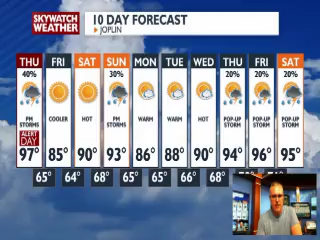 SKYWATCH WEATHER
10 DAY FORECAST
JOPLIN
THU FRI SAT SUN MON TUE WED THU FRI SAT
40% 30% 20% 20% 20%
PM STORMS COOLER HOT PM STORMS WARM WARM HOT POP-UP STORM POP-UP STORM POP-UP STORM
ALERT DAY
97° 85° 90° 93° 86° 88° 90° 94° 96° 95°
65° 64° 68° 65° 65° 66° 68°